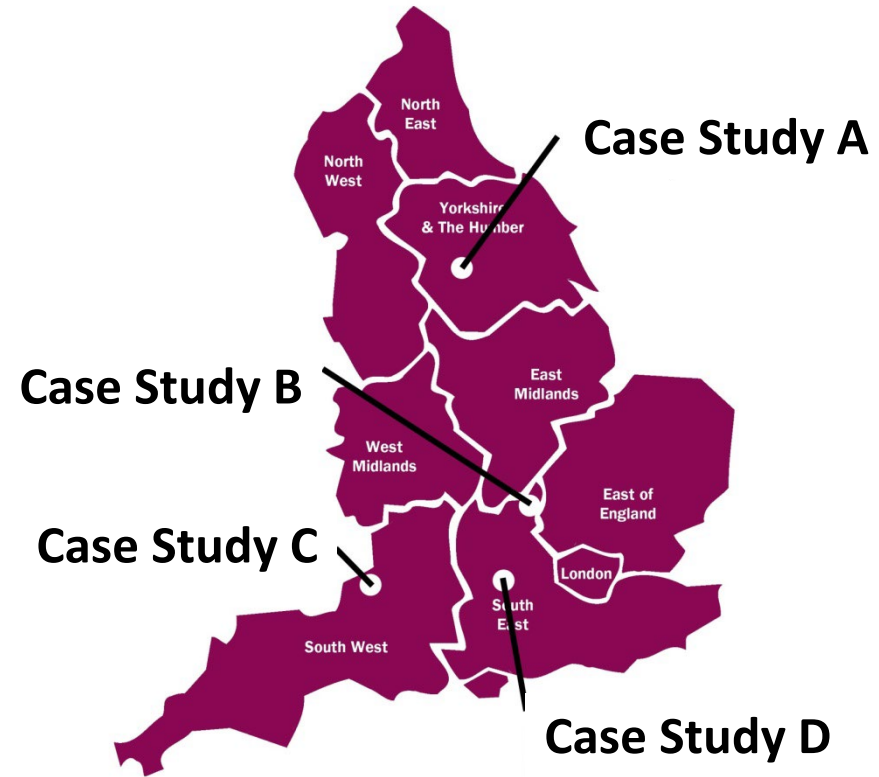 North
East
Case Study A
North
West
Yorkshire
& The Humber
Case Study B
East
Midlands
West
Midlands
East of
England
Case Study C
London
South
East
South West
Case Study D